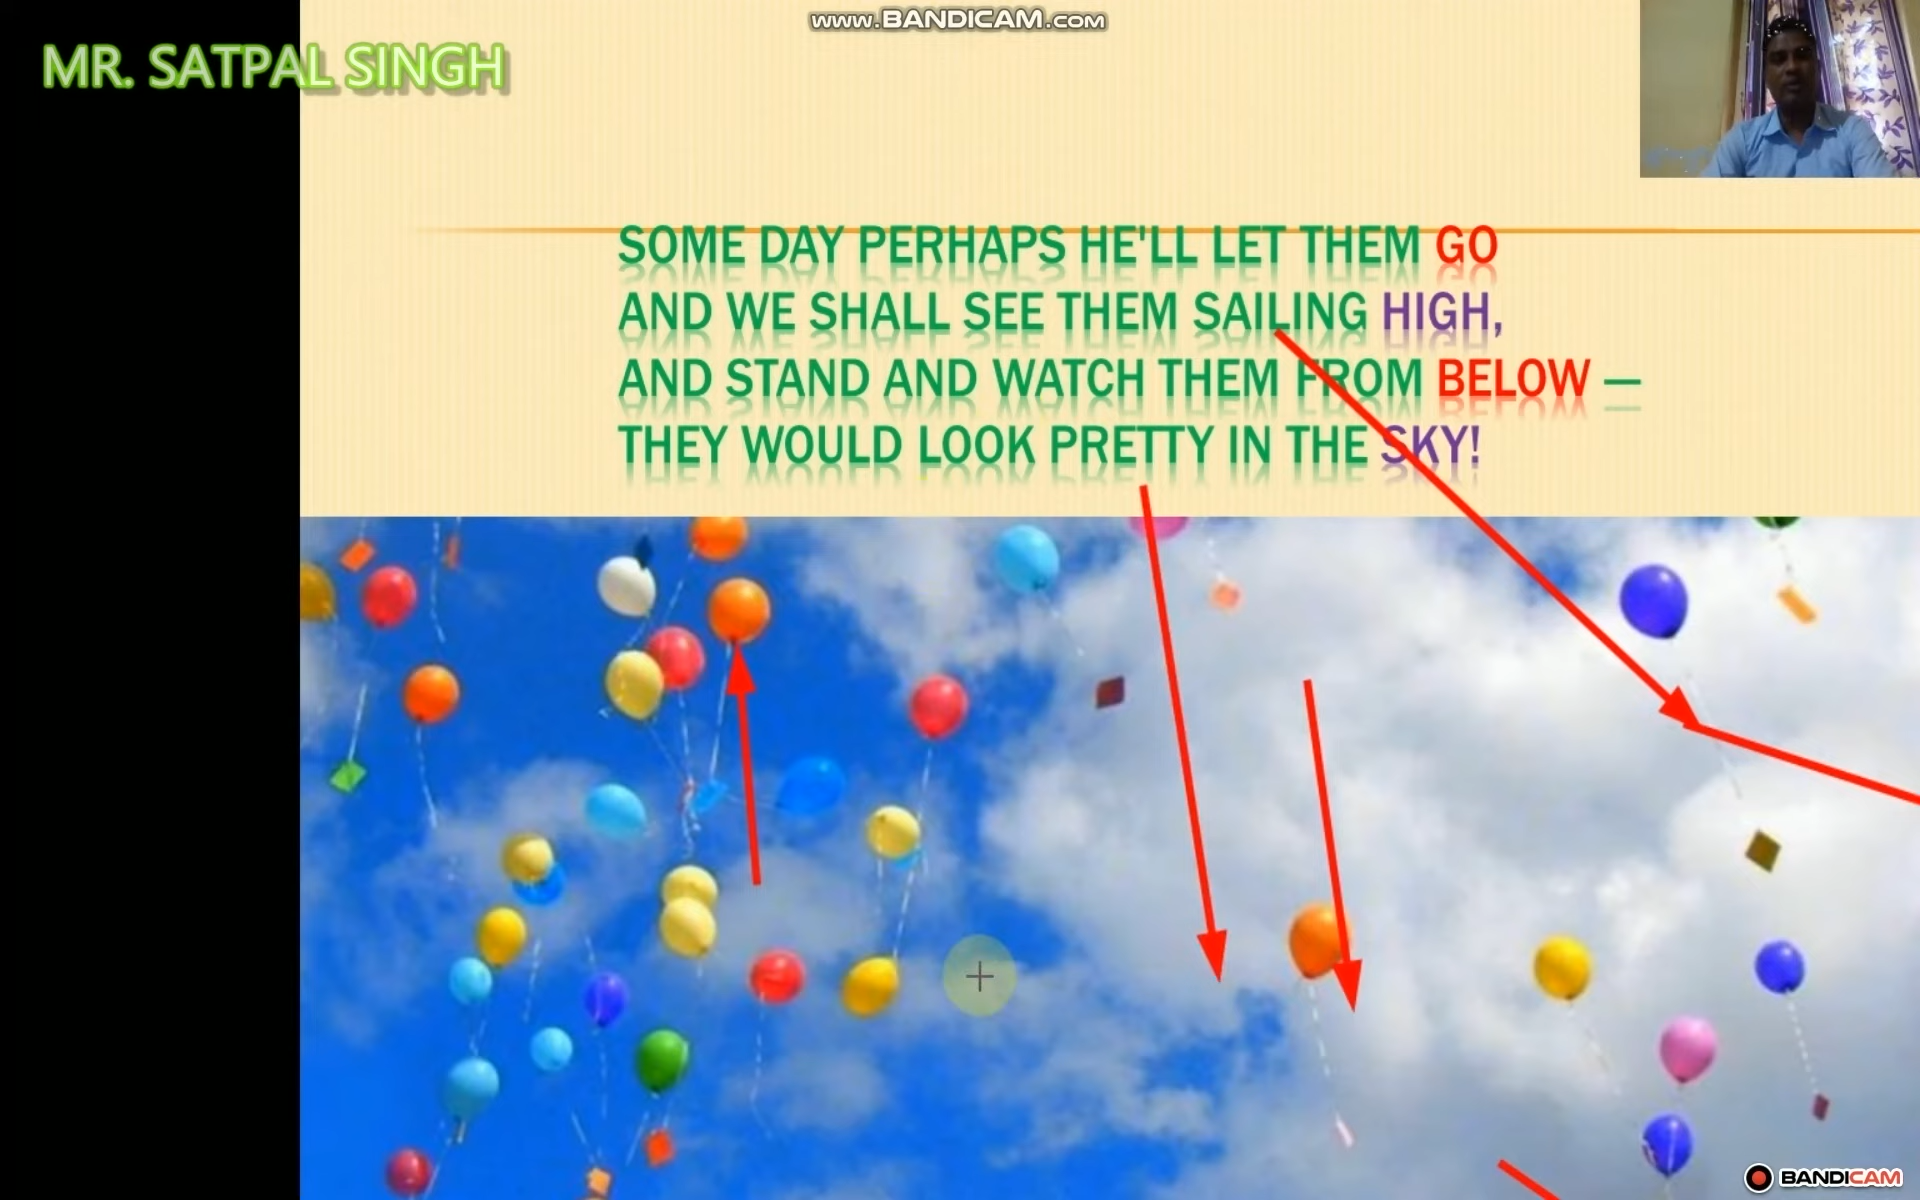 www.BANDICAM.com
MR. SATPAL SINGH
SOME DAY PERHAPS HE'LL LET THEM GO
AND WE SHALL SEE THEM SAILING HIGH,
AND STAND AND WATCH THEM FROM BELOW —
THEY WOULD LOOK PRETTY IN THE SKY!
BANDICAM